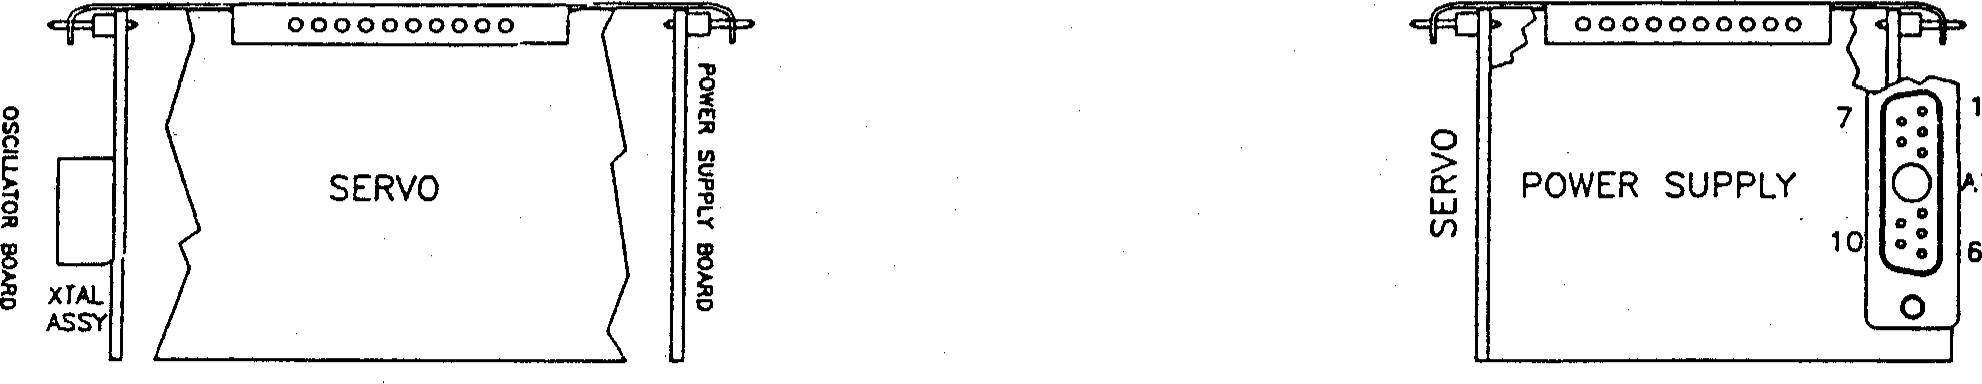 OSCILLATOR BOARD
XTAL
ASSY
SERVO
POWER SUPPLY BOARD
SERVO
POWER SUPPLY
7
10
1
A
6